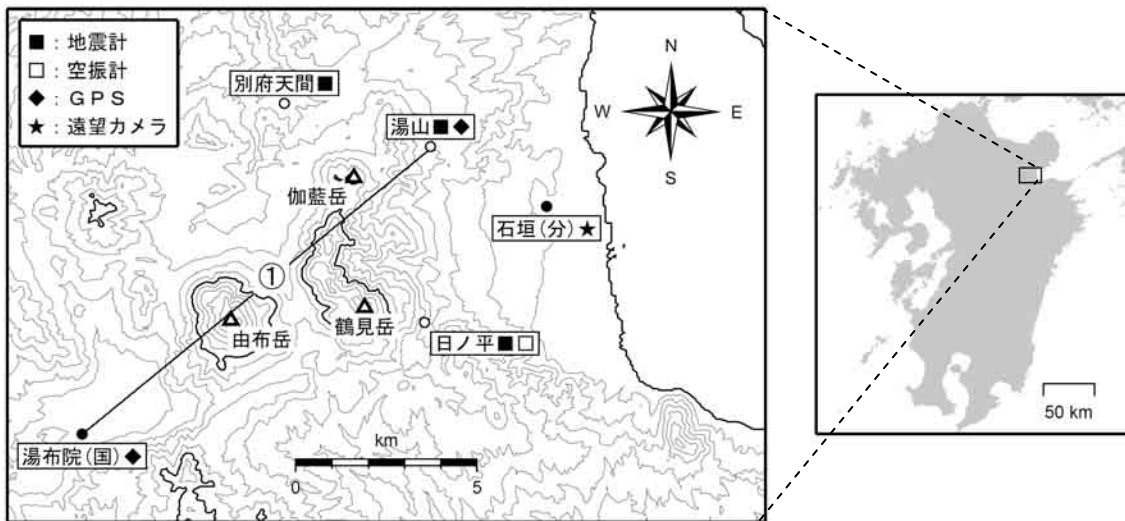 ■：地震計
□：空振計
◆：ＧＰＳ
★：遠望カメラ
別府天間■
湯山■◆
伽藍岳
石垣(分)★
①
由布岳
鶴見岳
日ノ平■□
湯布院(国)◆
km
0
5
N
W
E
S
50 km